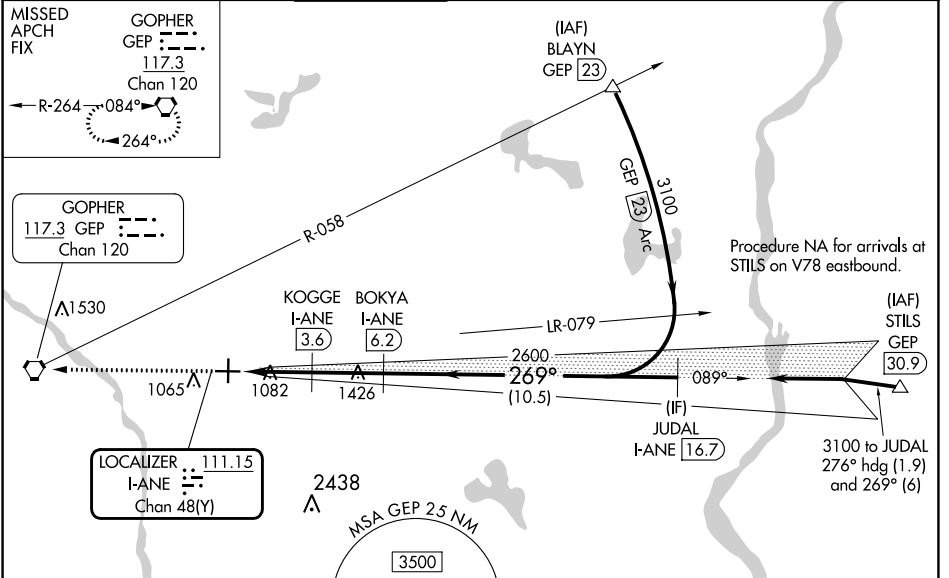 MISSED
APCH
FIX
GOPHER
GEP
117.3
Chan 120
R-264
084°
264°
(IAF)
BLAYN
GEP 23
GOPHER
117.3 GEP
Chan 120
R-058
GEP 23 Arc
3100
Procedure NA for arrivals at
STILS on V78 eastbound.
1530
KOGGE
I-ANE
3.6
BOKYA
I-ANE
6.2
LR-079
(IAF)
STILS
GEP
30.9
2600
269°
(10.5)
089°
1065
1082
1426
(IF)
JUDAL
I-ANE 16.7
3100 to JUDAL
276° hdg (1.9)
and 269° (6)
LOCALIZER 111.15
I-ANE
Chan 48(Y)
2438
MSA GEP 25 NM
3500